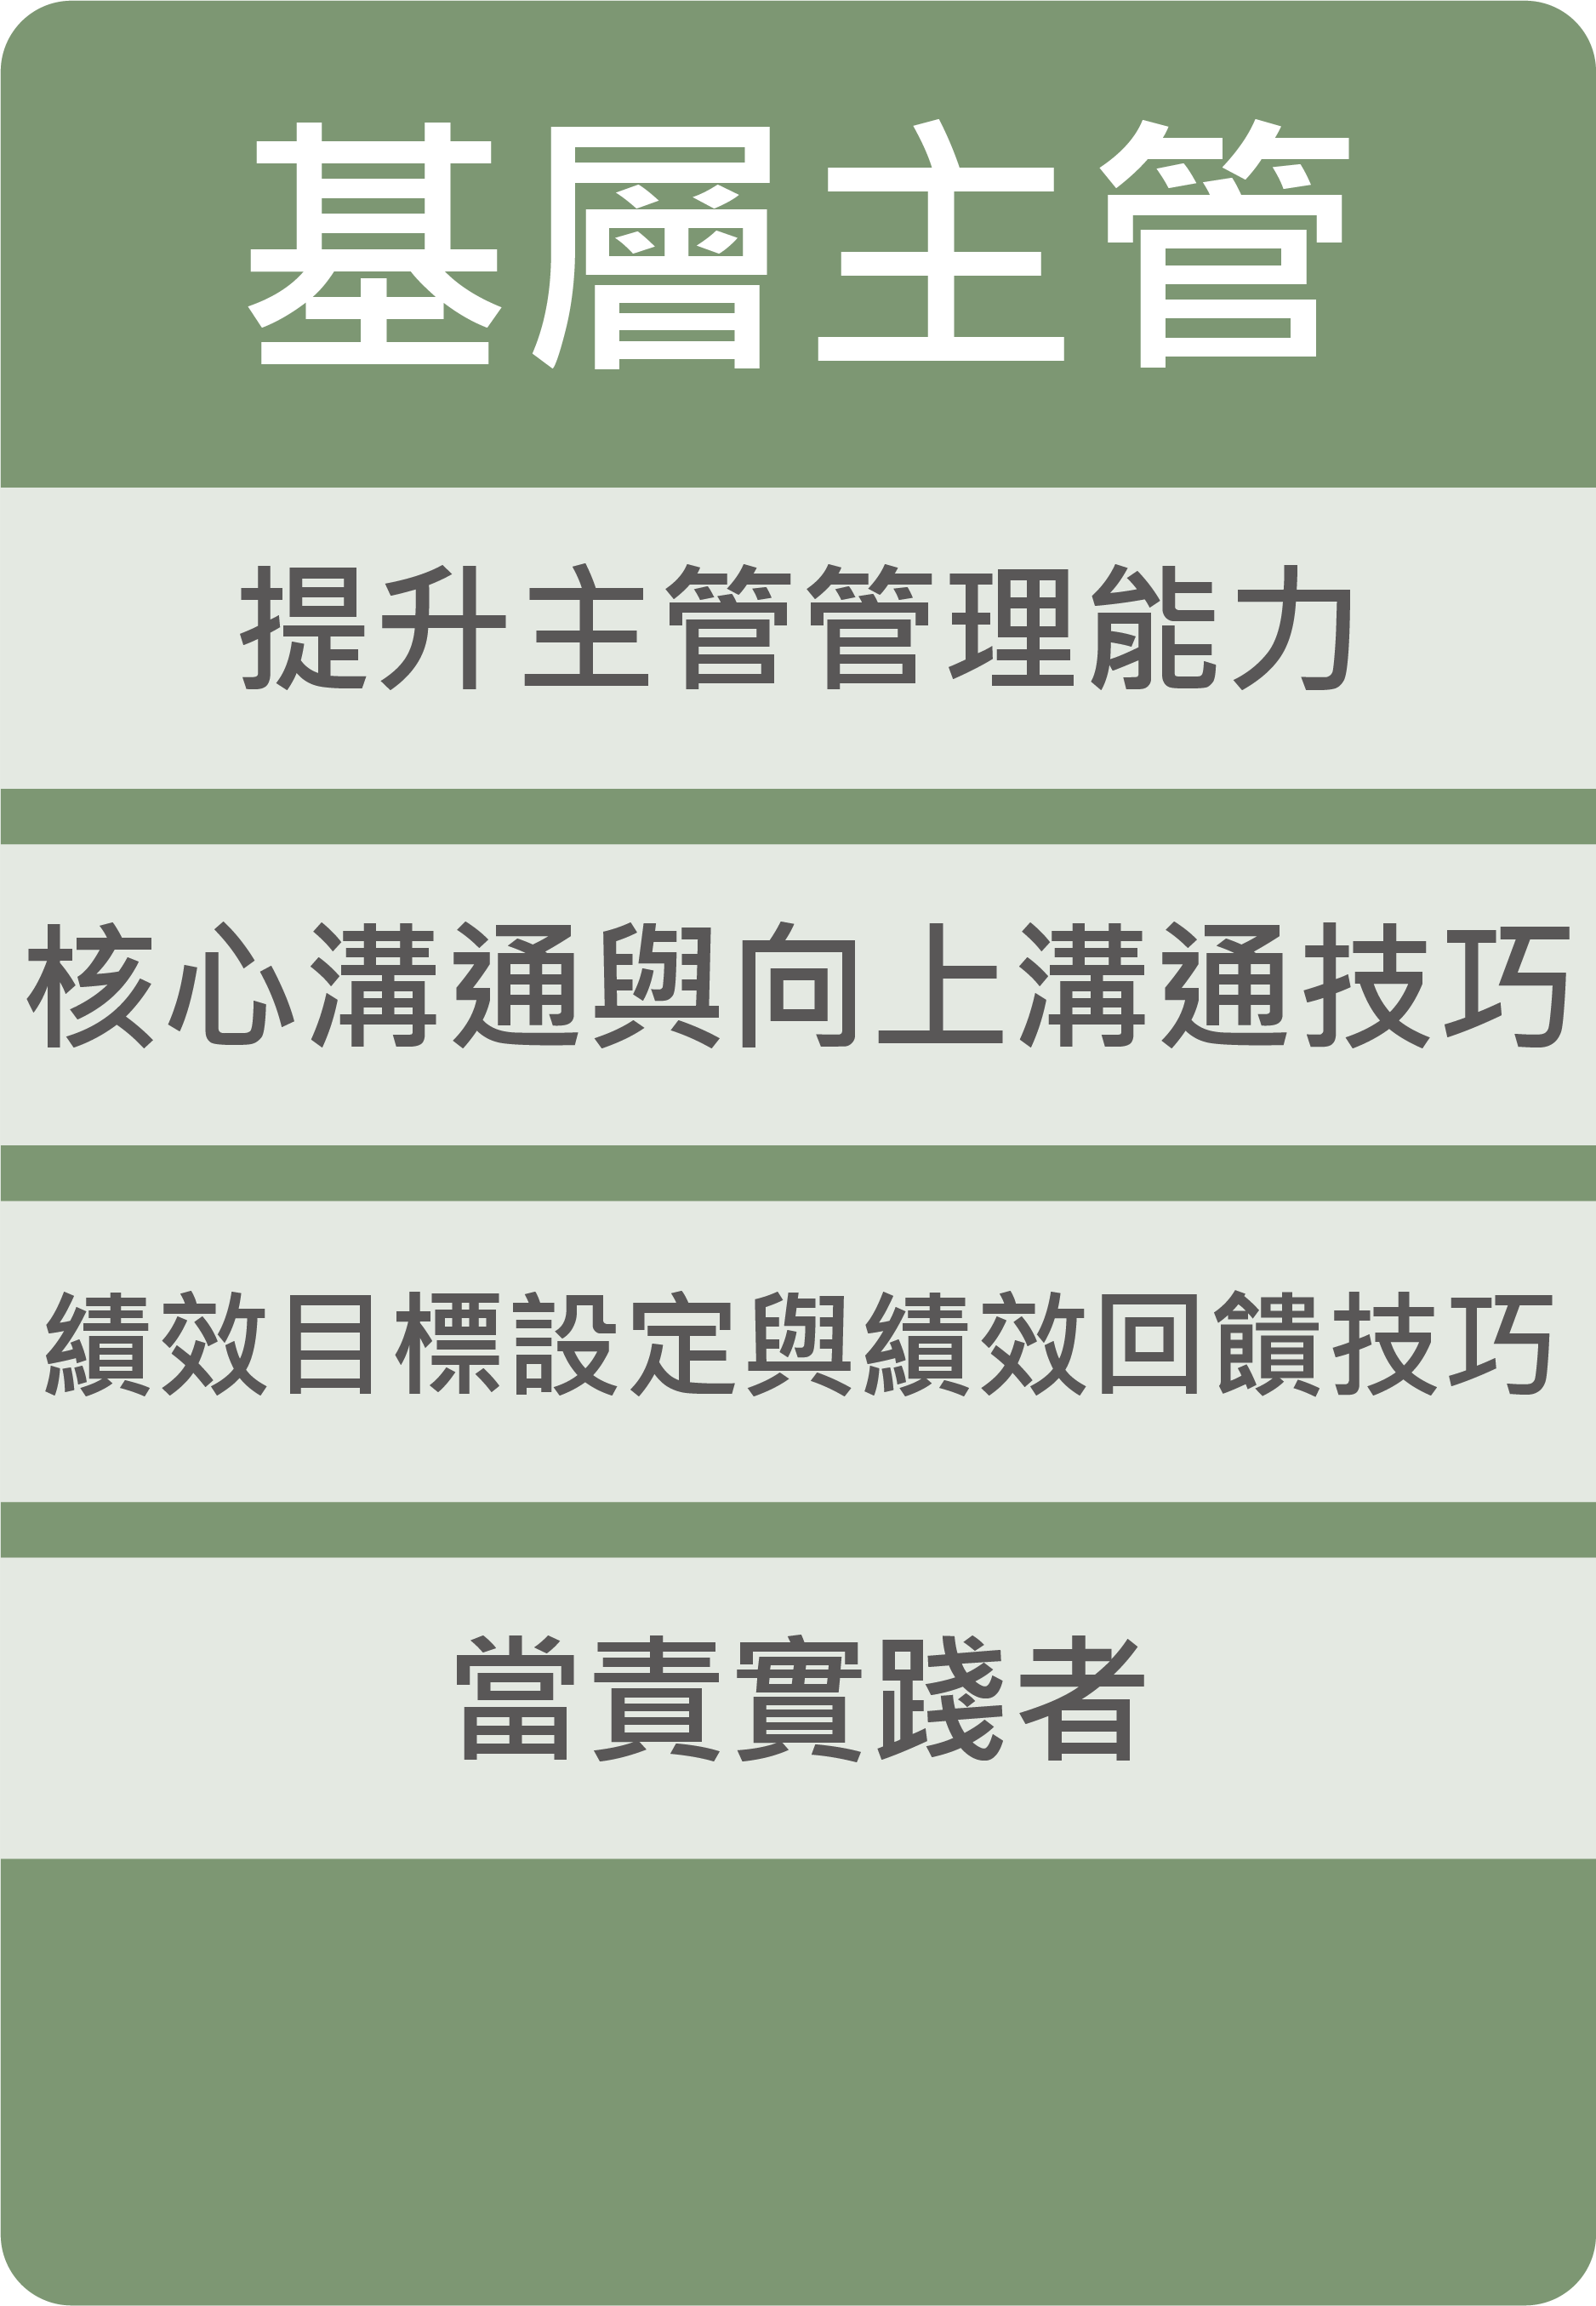 基層主管
提升主管管理能力
核心溝通與向上溝通技巧
績效目標設定與績效回饋技巧
當責實踐者